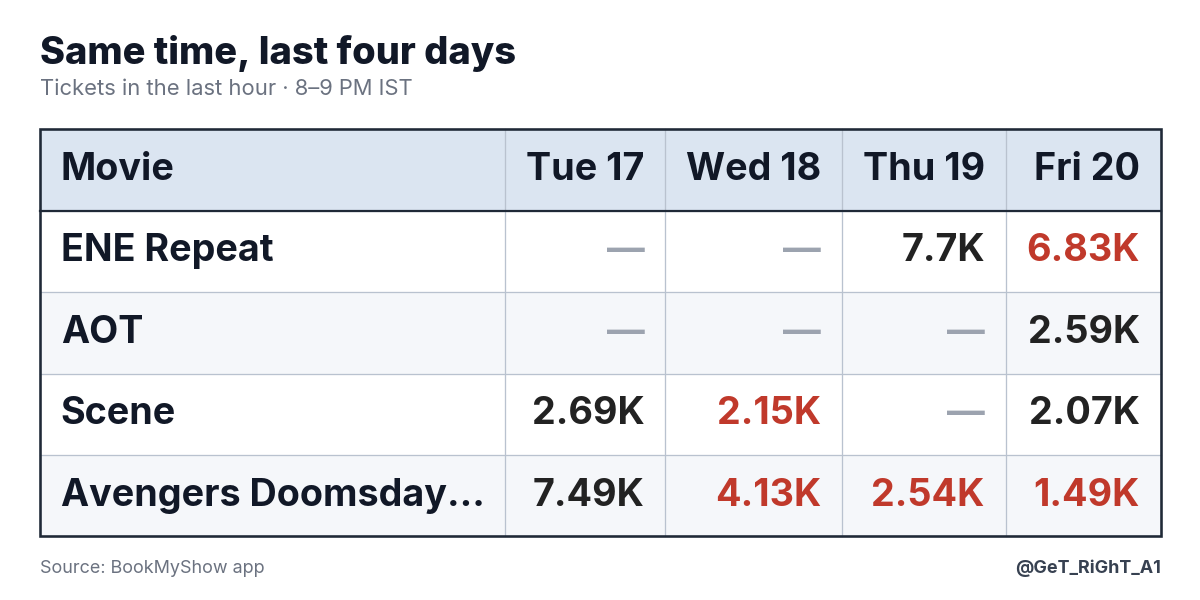 Same time, last four days
Tickets in the last hour · 8–9 PM IST
Movie Tue 17 Wed 18 Thu 19 Fri 20
ENE Repeat — — 7.7K 6.83K
AOT — — — 2.59K
Scene 2.69K 2.15K — 2.07K
Avengers Doomsday... 7.49K 4.13K 2.54K 1.49K
Source: BookMyShow app @GeT_RiGhT_A1